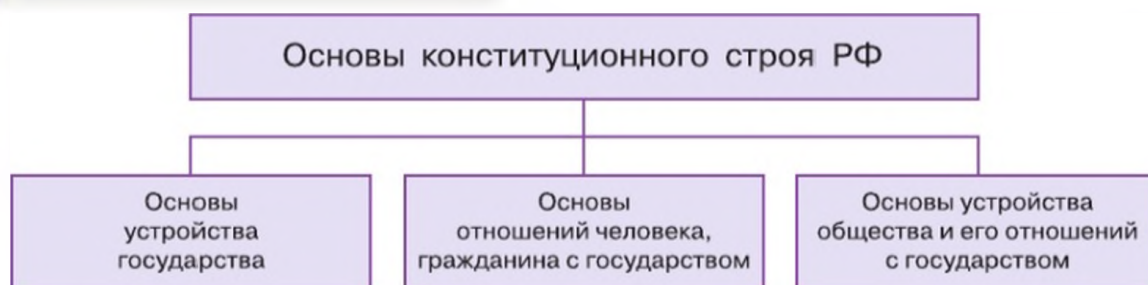 Основы конституционного строя РФ
Основы
устройства
государства
Основы
отношений человека,
гражданина с государством
Основы устройства
общества и его отношений
с государством